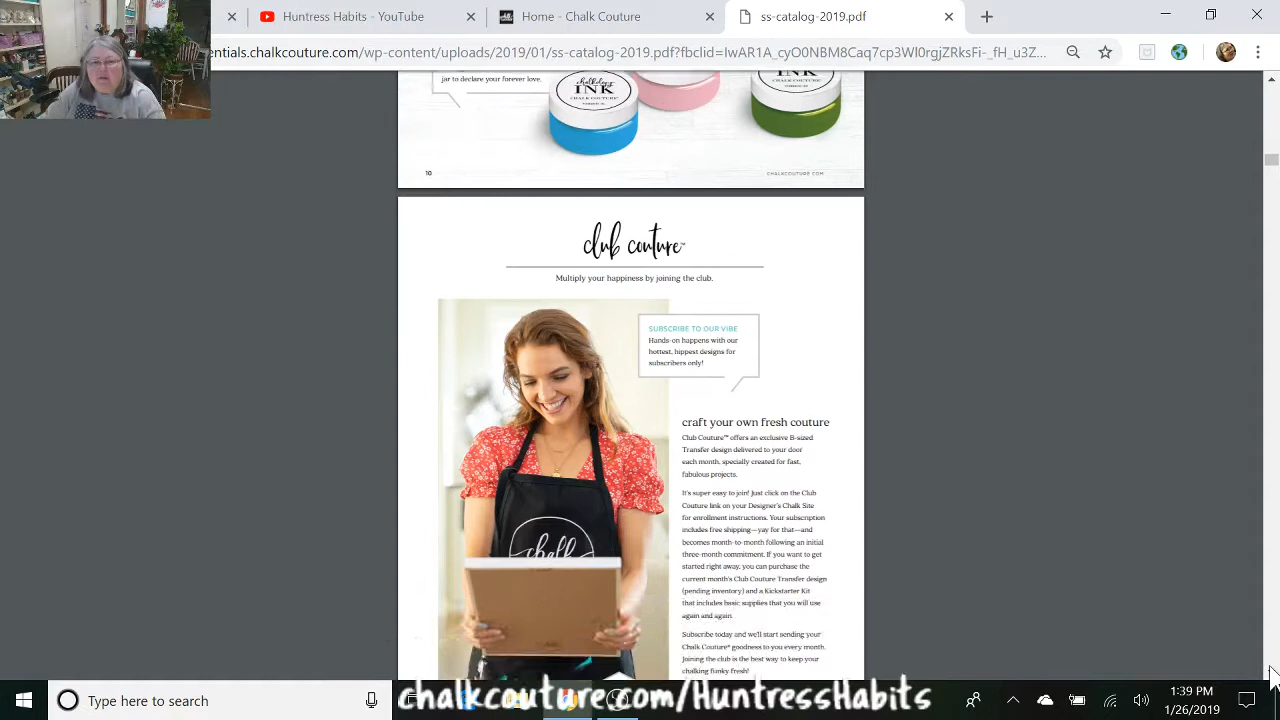 Huntress Habits - YouTube
Home - Chalk Couture
ss-catalog-2019.pdf
entials.chalkcouture.com/wp-content/uploads/2019/01/ss-catalog-2019.pdf?fbclid=IwAR1A_cyO0NBM8Caq7cp3WI0rgjZRksFi-_fH_u3Z...
jar to declare your forever love.
chalkology
INK
CHALK COUTURE
INK
CHALK COUTURE
10
CHALKCOUTURE.COM
club couture™
Multiply your happiness by joining the club.
SUBSCRIBE TO OUR VIBE
Hands-on happens with our
hottest, hippest designs for
subscribers only!
craft your own fresh couture
Club Couture™ offers an exclusive B-sized
Transfer design delivered to your door
each month, specially created for fast,
fabulous projects.
It's super easy to join! Just click on the Club
Couture link on your Designer's Chalk Site
for enrollment instructions. Your subscription
includes free shipping—yay for that—and
becomes month-to-month following an initial
three-month commitment. If you want to get
started right away, you can purchase the
current month's Club Couture Transfer design
(pending inventory) and a Kickstarter Kit
that includes basic supplies that you will use
again and again.
Subscribe today and we'll start sending your
Chalk Couture® goodness to you every month.
Joining the club is the best way to keep your
chalking funky fresh!
chalk
Type here to search
chalkcouture.com/HuntressHabits
4:39 PM
1/26/2019